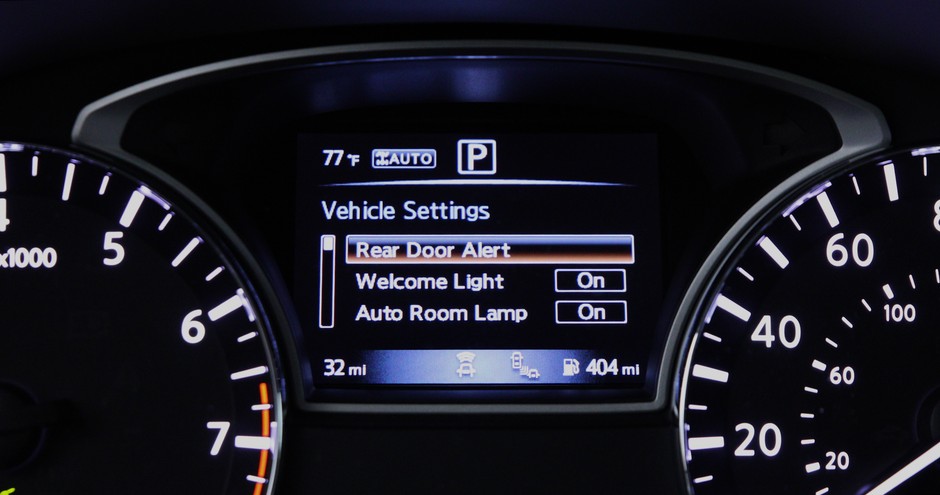 77°F AUTO P
Vehicle Settings
Rear Door Alert
Welcome Light On
Auto Room Lamp On
32 mi 404 mi
x1000
5
6
7
60
40
20
100
60
20